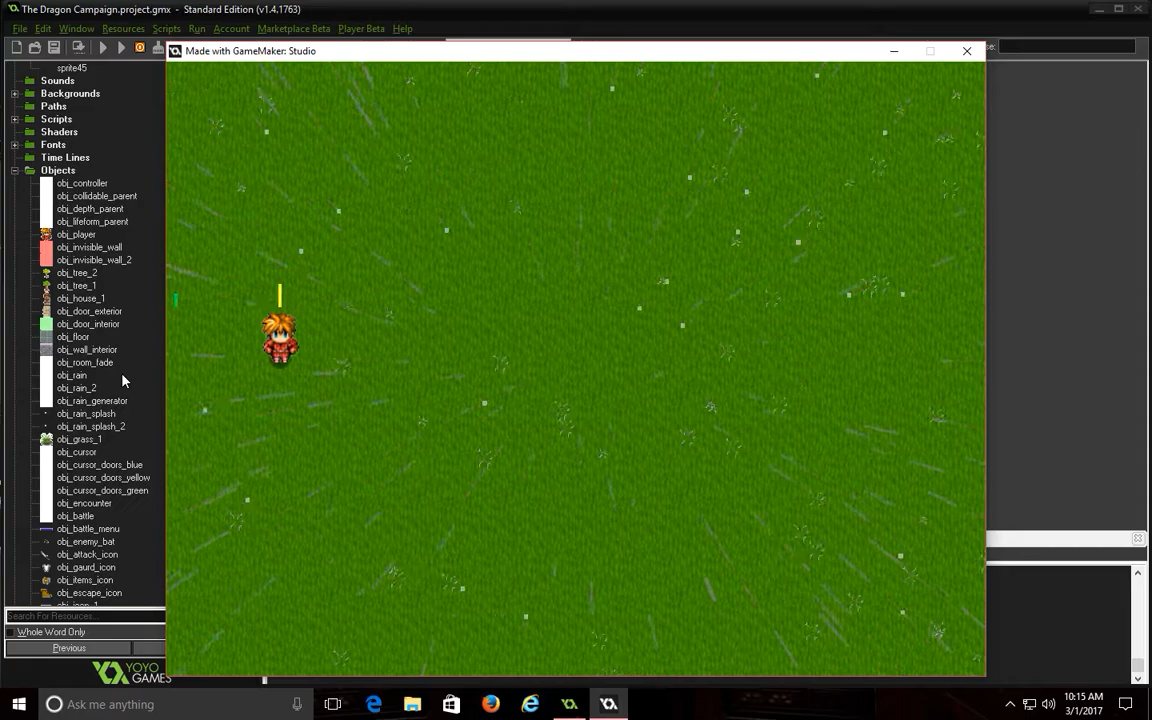 The Dragon Campaign.project.gmx - Standard Edition (v1.4.1763)
File Edit Window Resources Scripts Run Account Marketplace Beta Player Beta Help
Made with GameMaker: Studio
sprite45
Sounds
Backgrounds
Paths
Scripts
Shaders
Fonts
Time Lines
Objects
obj_controller
obj_collidable_parent
obj_depth_parent
obj_lifeform_parent
obj_player
obj_invisible_wall
obj_invisible_wall_2
obj_tree_2
obj_tree_1
obj_house_1
obj_door_exterior
obj_door_interior
obj_floor
obj_wall_interior
obj_room_fade
obj_rain
obj_rain_2
obj_rain_generator
obj_rain_splash
obj_rain_splash_2
obj_grass_1
obj_cursor
obj_cursor_doors_blue
obj_cursor_doors_yellow
obj_cursor_doors_green
obj_encounter
obj_battle
obj_battle_menu
obj_enemy_bat
obj_attack_icon
obj_gaurd_icon
obj_items_icon
obj_escape_icon
obj_icon_1
Search For Resources...
Whole Word Only
Previous
YOYO
GAMES
Ask me anything
10:15 AM
3/1/2017